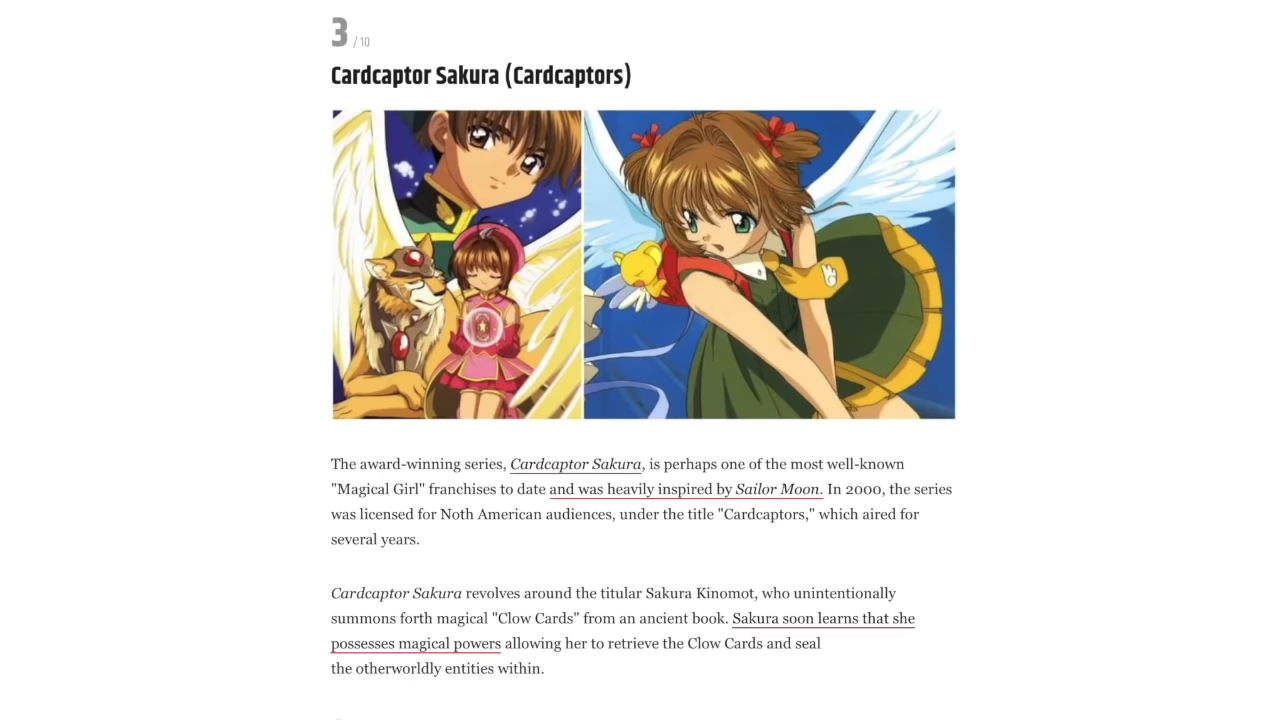 3 / 10
Cardcaptor Sakura (Cardcaptors)
The award-winning series, Cardcaptor Sakura, is perhaps one of the most well-known
"Magical Girl" franchises to date and was heavily inspired by Sailor Moon. In 2000, the series
was licensed for Noth American audiences, under the title "Cardcaptors," which aired for
several years.
Cardcaptor Sakura revolves around the titular Sakura Kinomot, who unintentionally
summons forth magical "Clow Cards" from an ancient book. Sakura soon learns that she
possesses magical powers allowing her to retrieve the Clow Cards and seal
the otherworldly entities within.